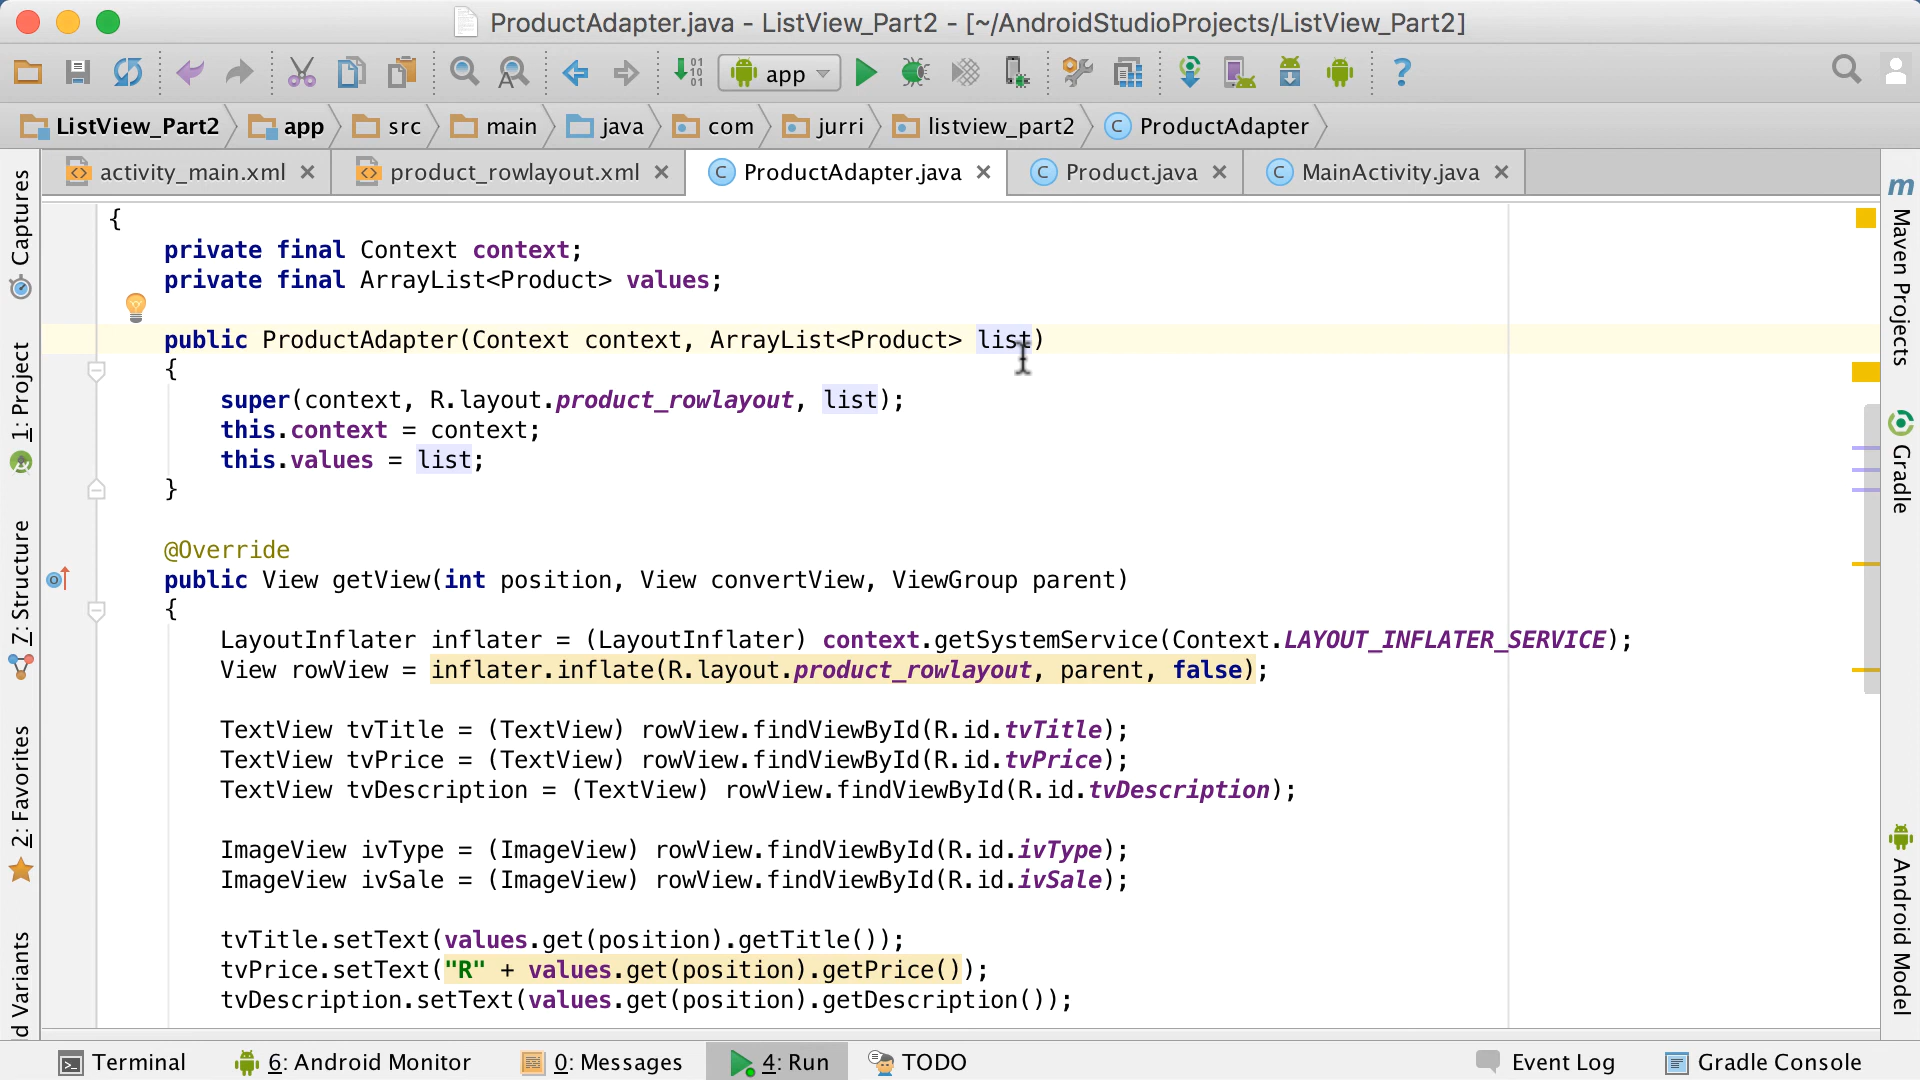 ProductAdapter.java - ListView_Part2 - [~/AndroidStudioProjects/ListView_Part2]
app
ListView_Part2 app src main java com jurri listview_part2 C ProductAdapter
activity_main.xml product_rowlayout.xml C ProductAdapter.java C Product.java C MainActivity.java
{
private final Context context;
private final ArrayList<Product> values;
public ProductAdapter(Context context, ArrayList<Product> list)
{
super(context, R.layout.product_rowlayout, list);
this.context = context;
this.values = list;
}
@Override
public View getView(int position, View convertView, ViewGroup parent)
{
LayoutInflater inflater = (LayoutInflater) context.getSystemService(Context.LAYOUT_INFLATER_SERVICE);
View rowView = inflater.inflate(R.layout.product_rowlayout, parent, false);
TextView tvTitle = (TextView) rowView.findViewById(R.id.tvTitle);
TextView tvPrice = (TextView) rowView.findViewById(R.id.tvPrice);
TextView tvDescription = (TextView) rowView.findViewById(R.id.tvDescription);
ImageView ivType = (ImageView) rowView.findViewById(R.id.ivType);
ImageView ivSale = (ImageView) rowView.findViewById(R.id.ivSale);
tvTitle.setText(values.get(position).getTitle());
tvPrice.setText("R" + values.get(position).getPrice());
tvDescription.setText(values.get(position).getDescription());
Captures
1: Project
7: Structure
2: Favorites
d Variants
m Maven Projects
Gradle
Android Model
Terminal 6: Android Monitor 0: Messages 4: Run TODO Event Log Gradle Console